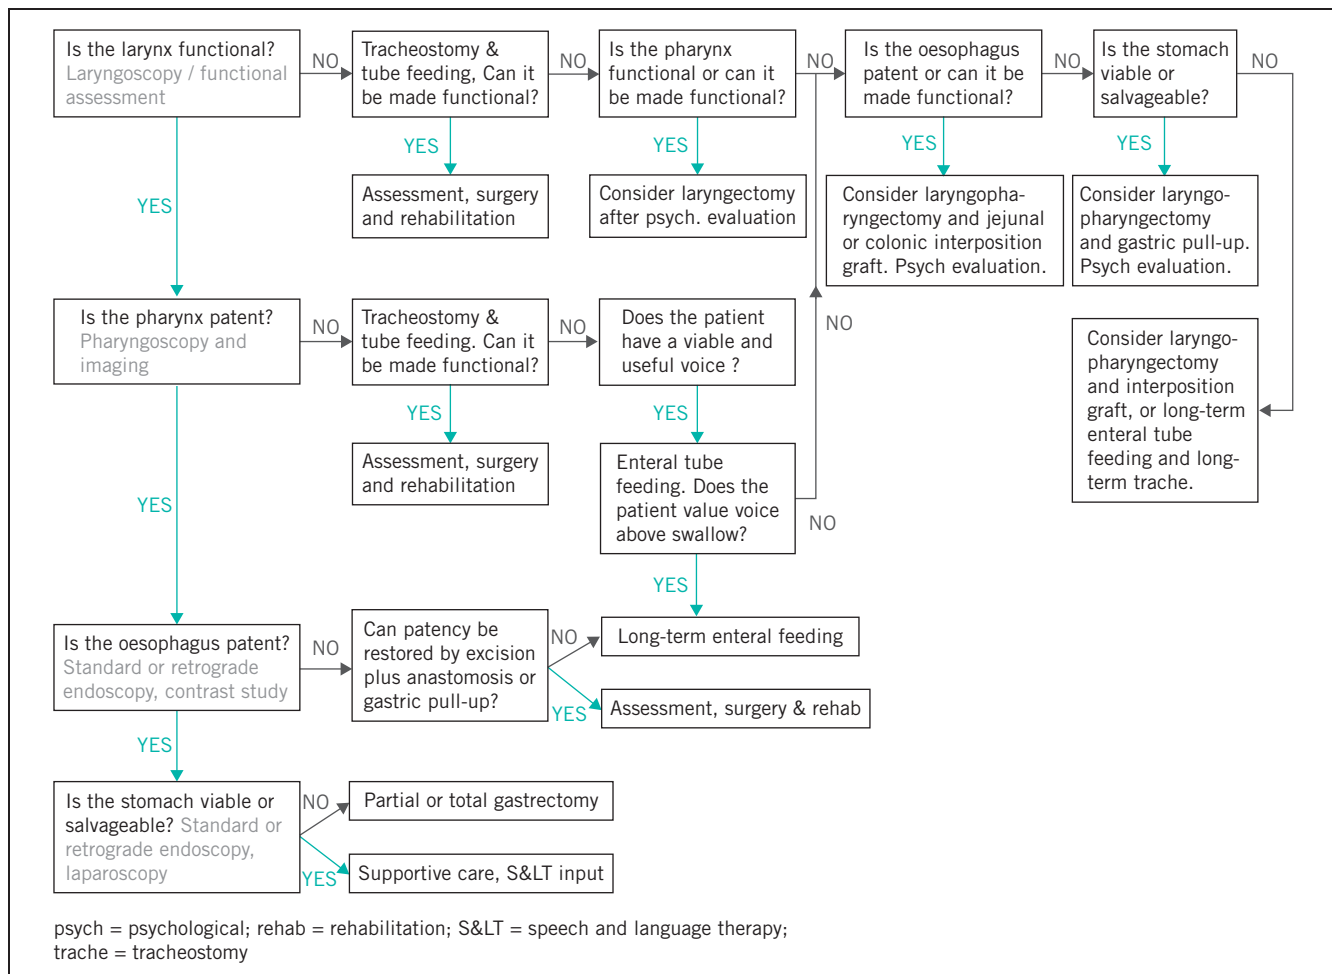 Is the larynx functional?
Laryngoscopy / functional
assessment
NO
Tracheostomy &
tube feeding, Can it
be made functional?
NO
Is the pharynx
functional or can it
be made functional?
NO
Is the oesophagus
patent or can it be
made functional?
NO
Is the stomach
viable or
salvageable?
NO
YES
YES
YES
YES
YES
Assessment, surgery
and rehabilitation
Consider laryngectomy
after psych. evaluation
Consider laryngopha-
ryngectomy and jejunal
or colonic interposition
graft. Psych evaluation.
Consider laryngo-
pharyngectomy
and gastric pull-up.
Psych evaluation.
Is the pharynx patent?
Pharyngoscopy and
imaging
NO
Tracheostomy &
tube feeding. Can it
be made functional?
NO
Does the patient
have a viable and
useful voice ?
NO
Consider laryngo-
pharyngectomy
and interposition
graft, or long-term
enteral tube
feeding and long-
term trache.
YES
YES
YES
Assessment, surgery
and rehabilitation
Enteral tube
feeding. Does the
patient value voice
above swallow?
NO
YES
Is the oesophagus patent?
Standard or retrograde
endoscopy, contrast study
NO
Can patency be
restored by excision
plus anastomosis or
gastric pull-up?
NO
Long-term enteral feeding
YES
Assessment, surgery & rehab
YES
Is the stomach viable or
salvageable? Standard or
retrograde endoscopy,
laparoscopy
NO
Partial or total gastrectomy
YES
Supportive care, S&LT input
psych = psychological; rehab = rehabilitation; S&LT = speech and language therapy;
trache = tracheostomy